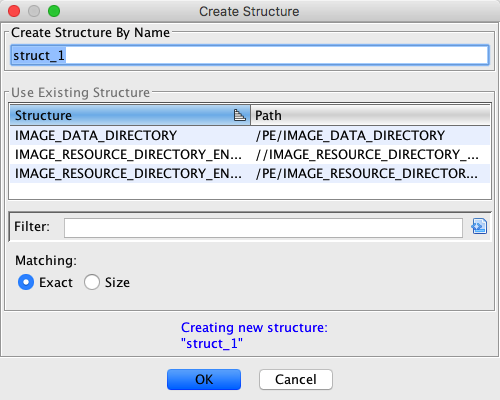 Create Structure
Create Structure By Name
struct_1
Use Existing Structure
Structure Path
IMAGE_DATA_DIRECTORY /PE/IMAGE_DATA_DIRECTORY
IMAGE_RESOURCE_DIRECTORY_EN... //IMAGE_RESOURCE_DIRECTORY_...
IMAGE_RESOURCE_DIRECTORY_EN... /PE/IMAGE_RESOURCE_DIRECTOR...
Filter:
Matching:
Exact Size
Creating new structure:
"struct_1"
OK Cancel